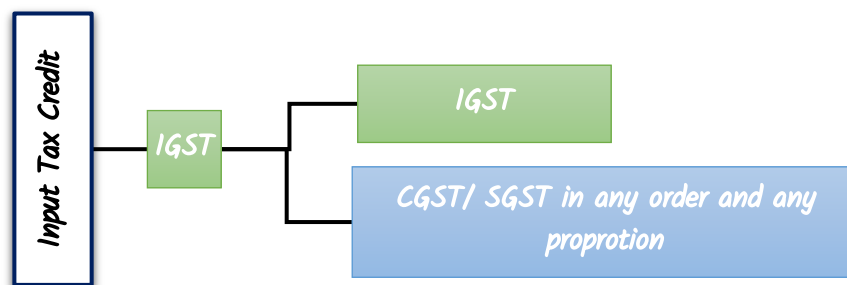 Input Tax Credit
IGST
IGST
CGST/ SGST in any order and any
proprotion